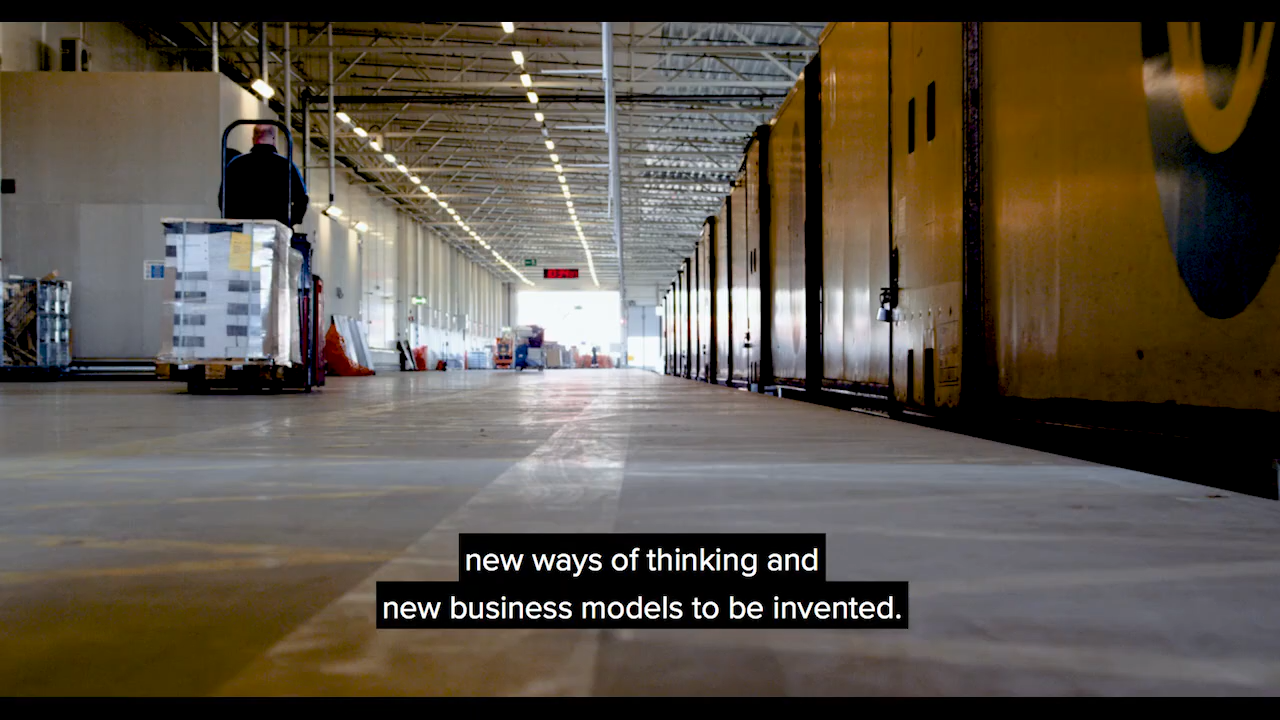 new ways of thinking and
new business models to be invented.